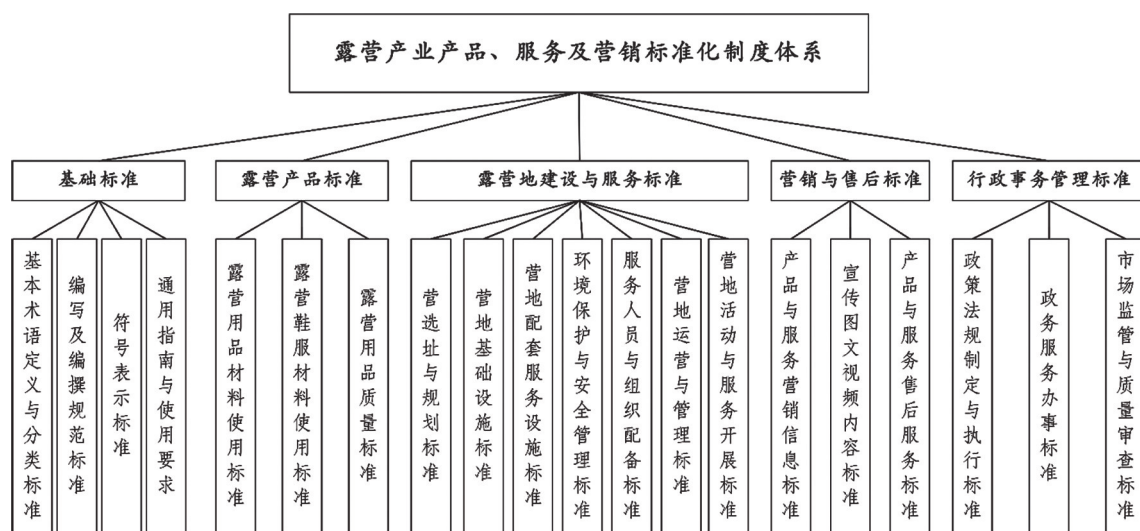 露营产业产品、服务及营销标准化制度体系
基础标准
露营产品标准
露营地建设与服务标准
营销与售后标准
行政事务管理标准
基本术语定义与分类标准
编写及编撰规范标准
符号表示标准
通用指南与使用要求
露营用品材料使用标准
露营鞋服材料使用标准
露营用品质量标准
营选址与规划标准
营地基础设施标准
营地配套服务设施标准
环境保护与安全管理标准
服务人员与组织配备标准
营地运营与管理标准
营地活动与服务开展标准
产品与服务营销信息标准
宣传图文视频内容标准
产品与服务售后服务标准
政策法规制定与执行标准
政务服务办事标准
市场监管与质量审查标准